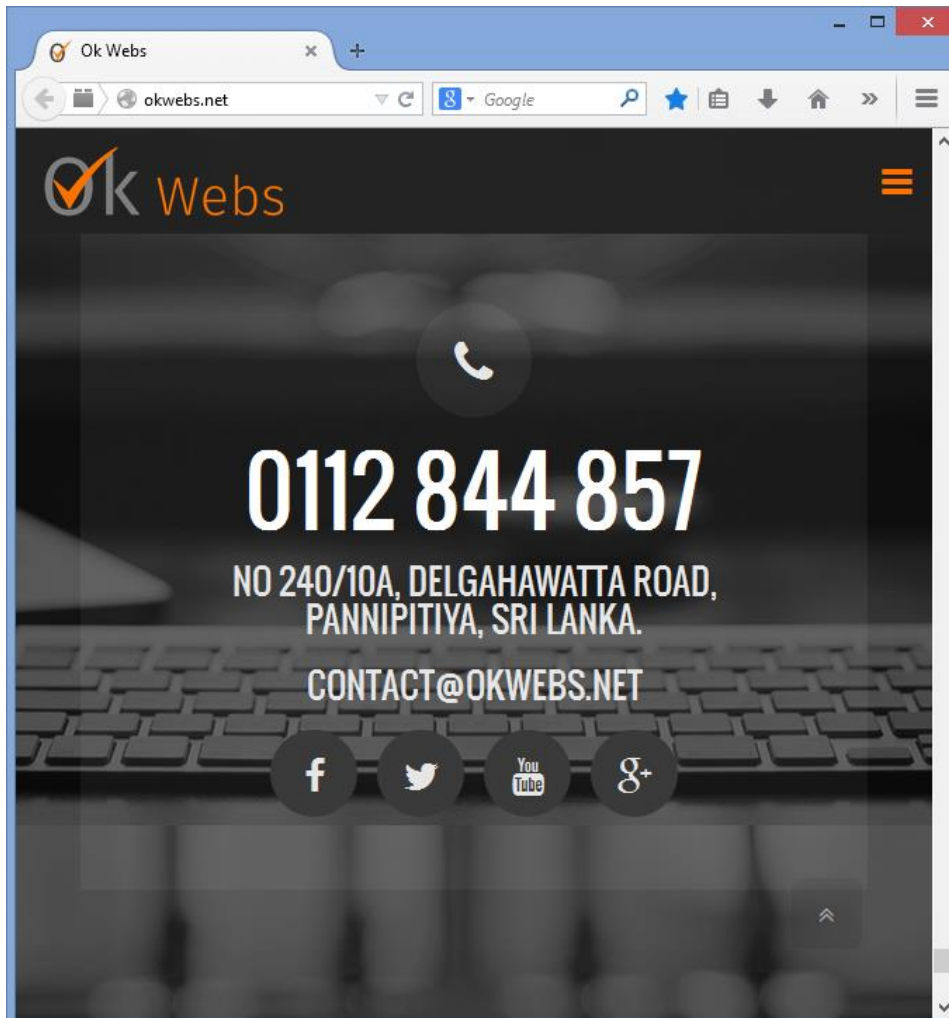 Ok Webs
okwebs.net
8
Google
Ok Webs
0112 844 857
NO 240/10A, DELGAHAWATTA ROAD,
PANNIPITIYA, SRI LANKA.
CONTACT@OKWEBS.NET
f
You
Tube
g+